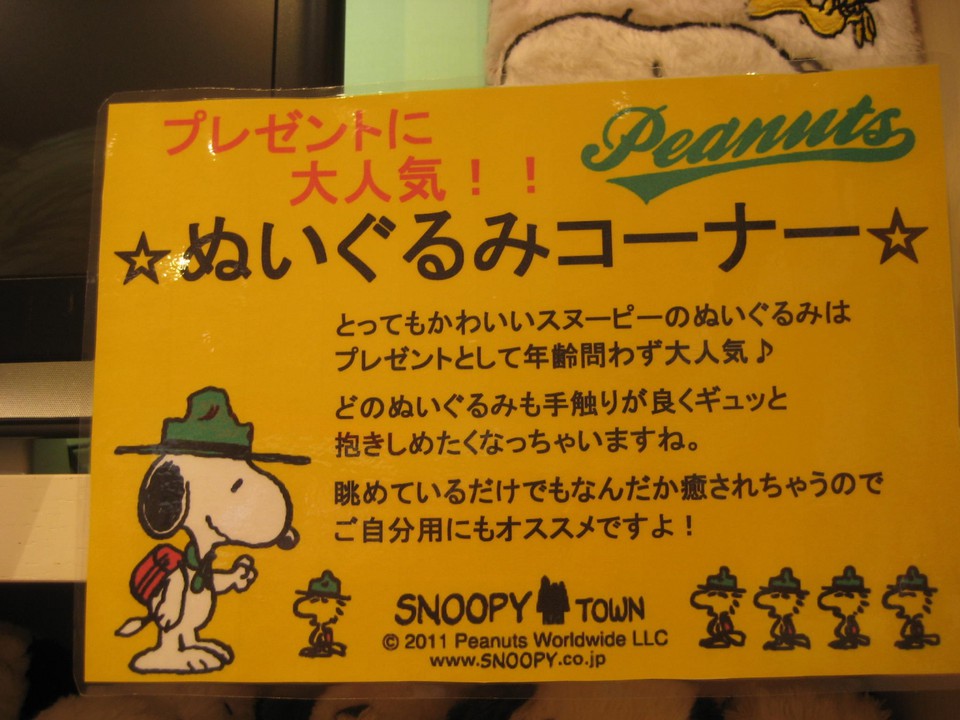 プレゼントに
大人気！！
Peanuts
☆ぬいぐるみコーナー☆
とってもかわいいスヌーピーのぬいぐるみは
プレゼントとして年齢問わず大人気♪
どのぬいぐるみも手触りが良くギュッと
抱きしめたくなっちゃいますね。
眺めているだけでもなんだか癒されちゃうので
ご自分用にもオススメですよ！
SNOOPY TOWN
© 2011 Peanuts Worldwide LLC
www.SNOOPY.co.jp